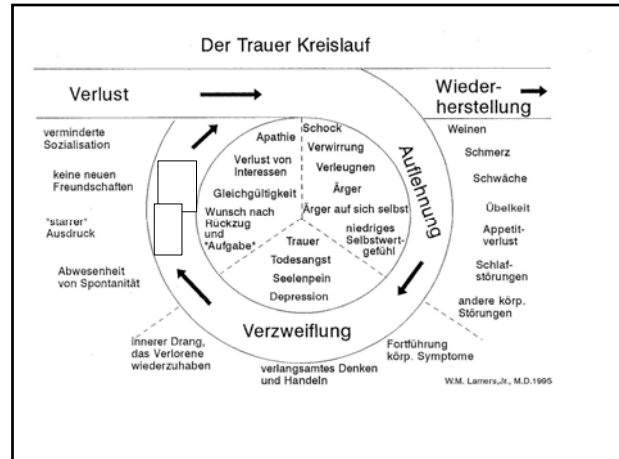 Der Trauer Kreislauf
Verlust
Wieder-
herstellung
verminderte
Sozialisation
keine neuen
Freundschaften
"starrer"
Ausdruck
Abwesenheit
von Spontanität
Apathie
Verlust von
Interessen
Gleichgültigkeit
Wunsch nach
Rückzug
und
"Aufgabe"
Schock
Verwirrung
Verleugnen
Ärger
Ärger auf sich selbst
niedriges
Selbstwert-
gefühl
Trauer
Todesangst
Seelenpein
Depression
Auflehnung
Verzweiflung
Weinen
Schmerz
Schwäche
Übelkeit
Appetit-
verlust
Schlaf-
störungen
andere körp.
Störungen
Innerer Drang,
das Verlorene
wiederzuhaben
verlangsamtes Denken
und Handeln
Fortführung
körp. Symptome
W.M. Lamers,Jr., M.D.1995